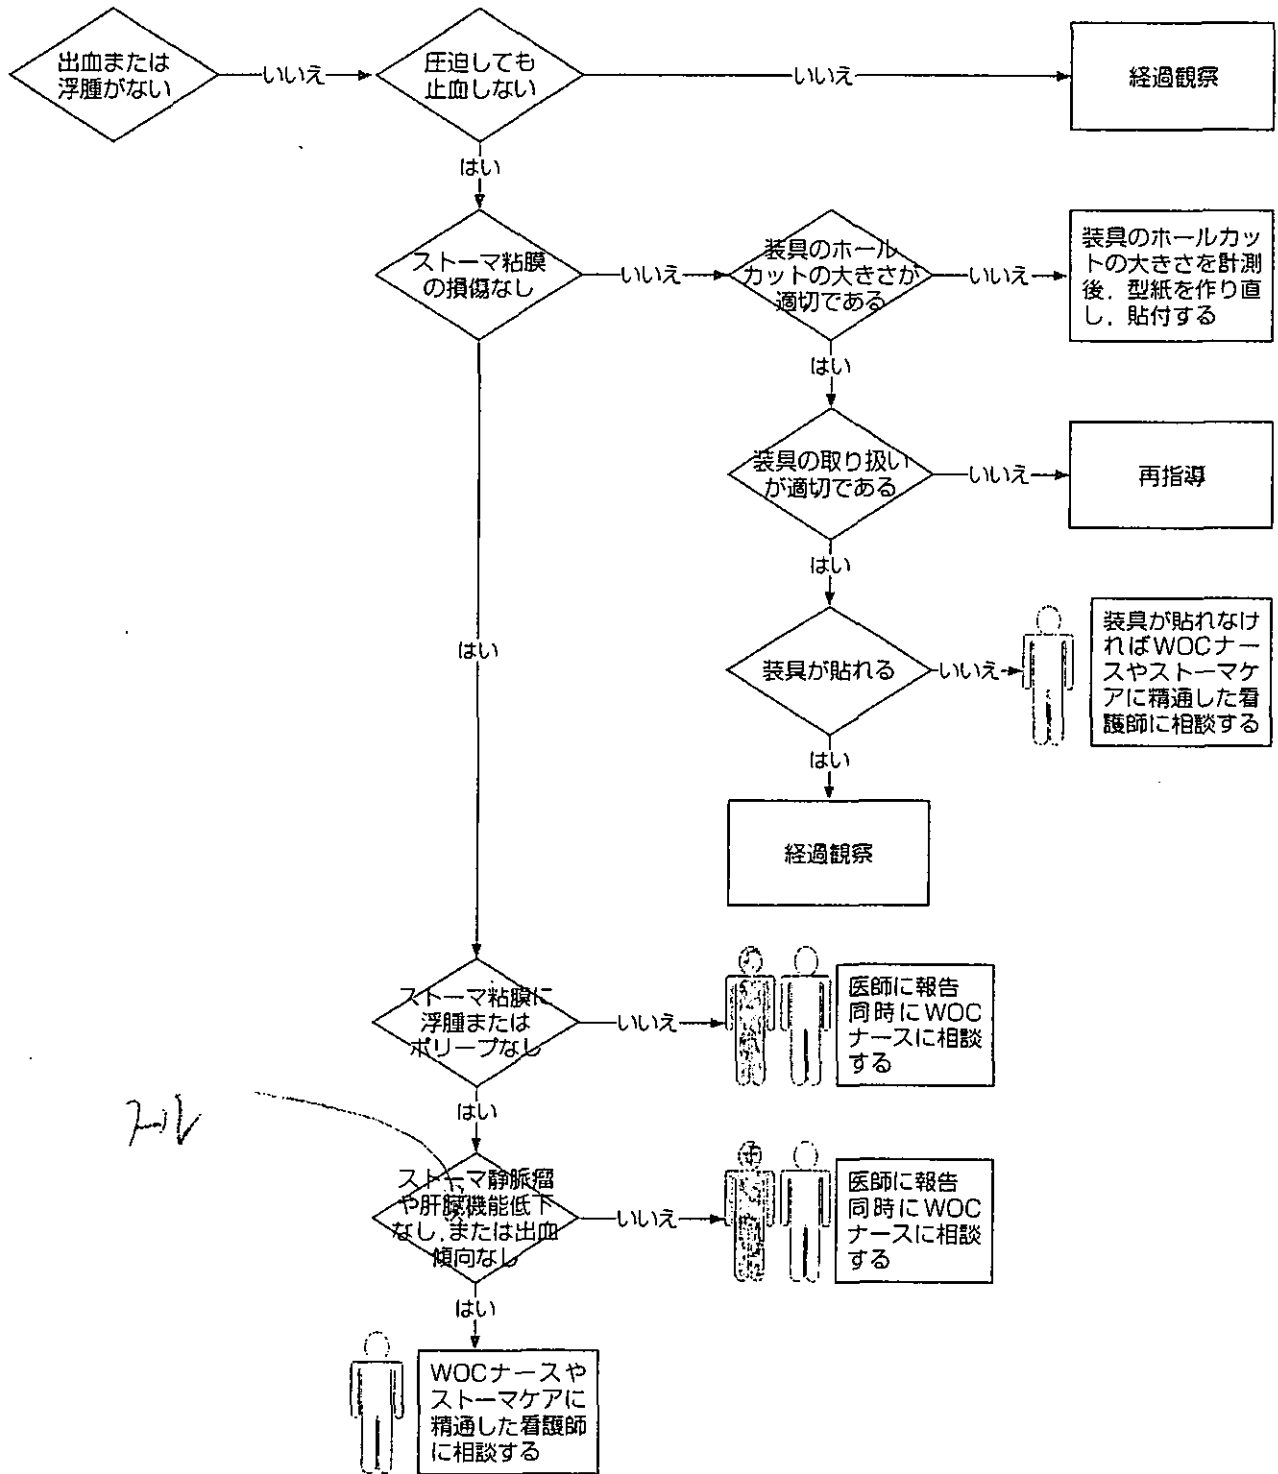 出血または
浮腫がない
いいえ
圧迫しても
止血しない
いいえ
経過観察
はい
ストーマ粘膜
の損傷なし
いいえ
装具のホール
カットの大きさが
適切である
いいえ
装具のホールカッ
トの大きさを計測
後，型紙を作り直
し，貼付する
はい
装具の取り扱い
が適切である
いいえ
再指導
はい
はい
装具が貼れる
いいえ
装具が貼れなけ
ればWOCナー
スやストーマケ
アに精通した看
護師に相談する
はい
経過観察
ストーマ粘膜に
浮腫または
ポリープなし
いいえ
医師に報告
同時にWOC
ナースに相談
する
はい
ストーマ静脈瘤
や肝臓機能低下
なし，または出血
傾向なし
いいえ
医師に報告
同時にWOC
ナースに相談
する
はい
WOCナースや
ストーマケアに
精通した看護師
に相談する